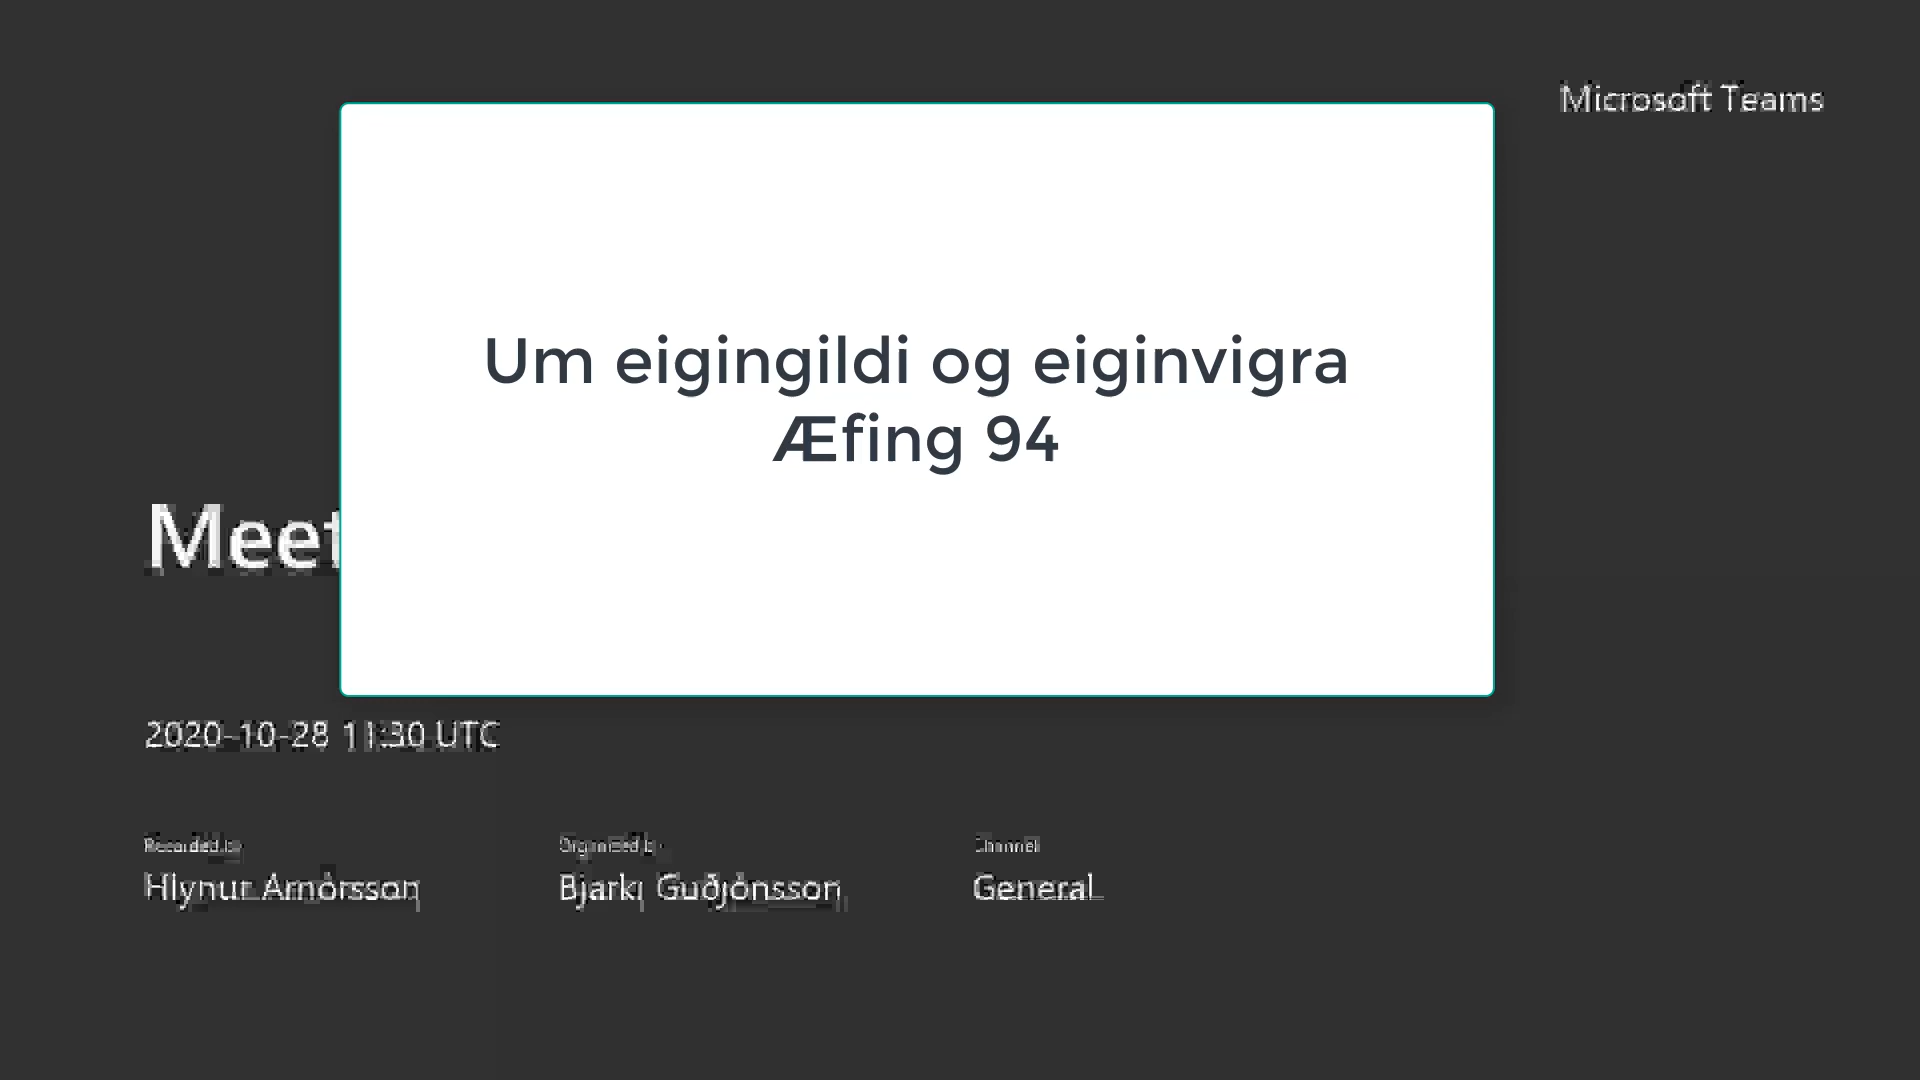 Microsoft Teams
Um eigingildi og eiginvigra
Æfing 94
Meet
2020-10-28 11:30 UTC
Recorded by
Organized by
Channel
Hlynur Arnórsson
Bjarki Guðjónsson
General